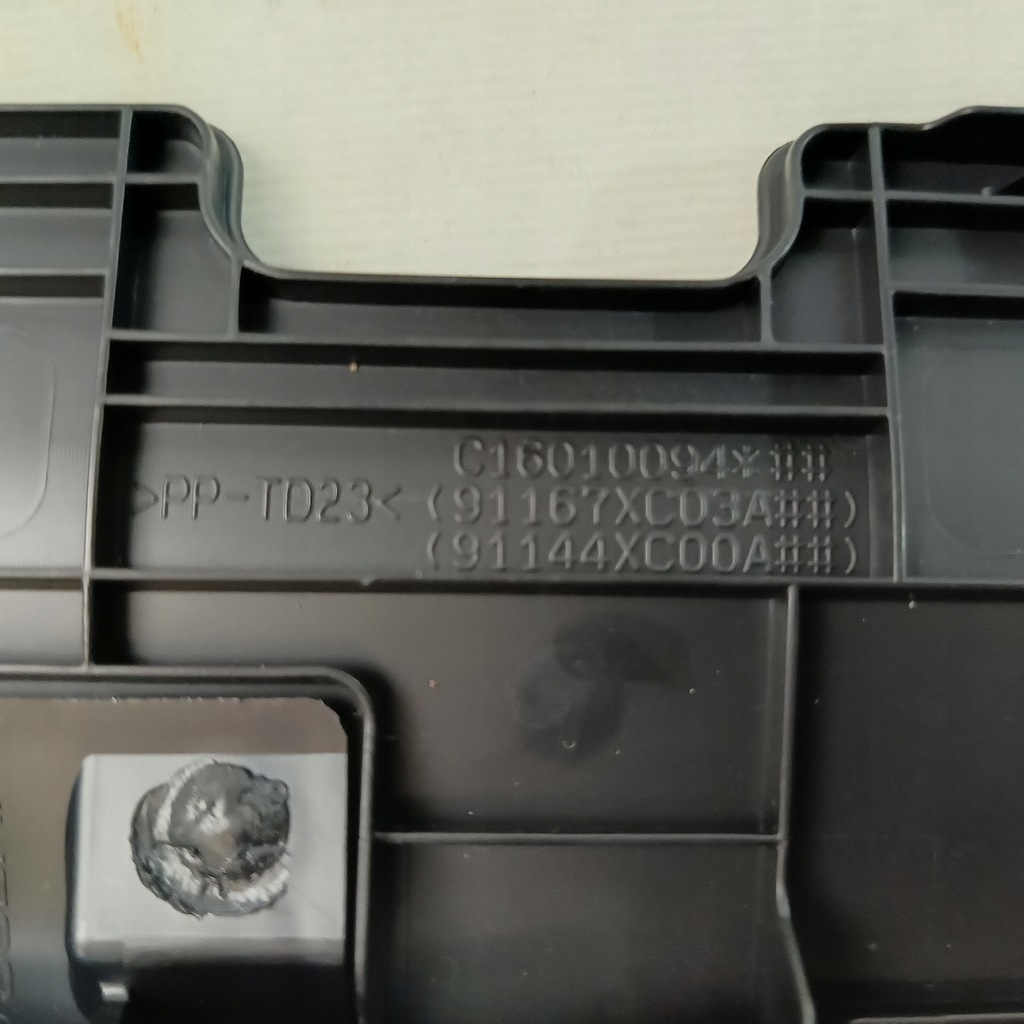 C16010094*##
>PP-TD23< (91167XC03A##)
(91144XC00A##)